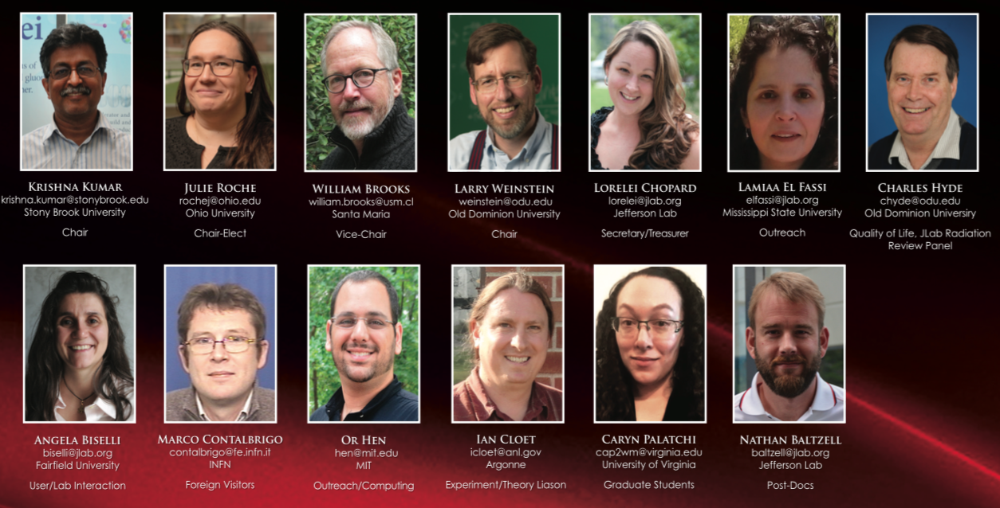 ei
us of
gluo
her.
KRISHNA KUMAR
krishna.kumar@stonybrook.edu
Stony Brook University
Chair
JULIE ROCHE
rochej@ohio.edu
Ohio University
Chair-Elect
WILLIAM BROOKS
william.brooks@usm.cl
Santa Maria
Vice-Chair
LARRY WEINSTEIN
weinstein@odu.edu
Old Dominion University
Chair
LORELEI CHOPARD
lorelei@jlab.org
Jefferson Lab
Secretary/Treasurer
LAMIAA EL FASSI
elfassi@jlab.org
Mississippi State University
Outreach
CHARLES HYDE
chyde@odu.edu
Old Dominion Universiry
Quality of Life, JLab Radiation
Review Panel
ANGELA BISELLI
biselli@jlab.org
Fairfield University
User/Lab Interaction
MARCO CONTALBRIGO
contalbrigo@fe.infn.it
INFN
Foreign Visitors
OR HEN
hen@mit.edu
MIT
Outreach/Computing
IAN CLOET
icloet@anl.gov
Argonne
Experiment/Theory Liason
CARYN PALATCHI
cap2wm@virginia.edu
University of Virginia
Graduate Students
NATHAN BALTZELL
baltzell@jlab.org
Jefferson Lab
Post-Docs